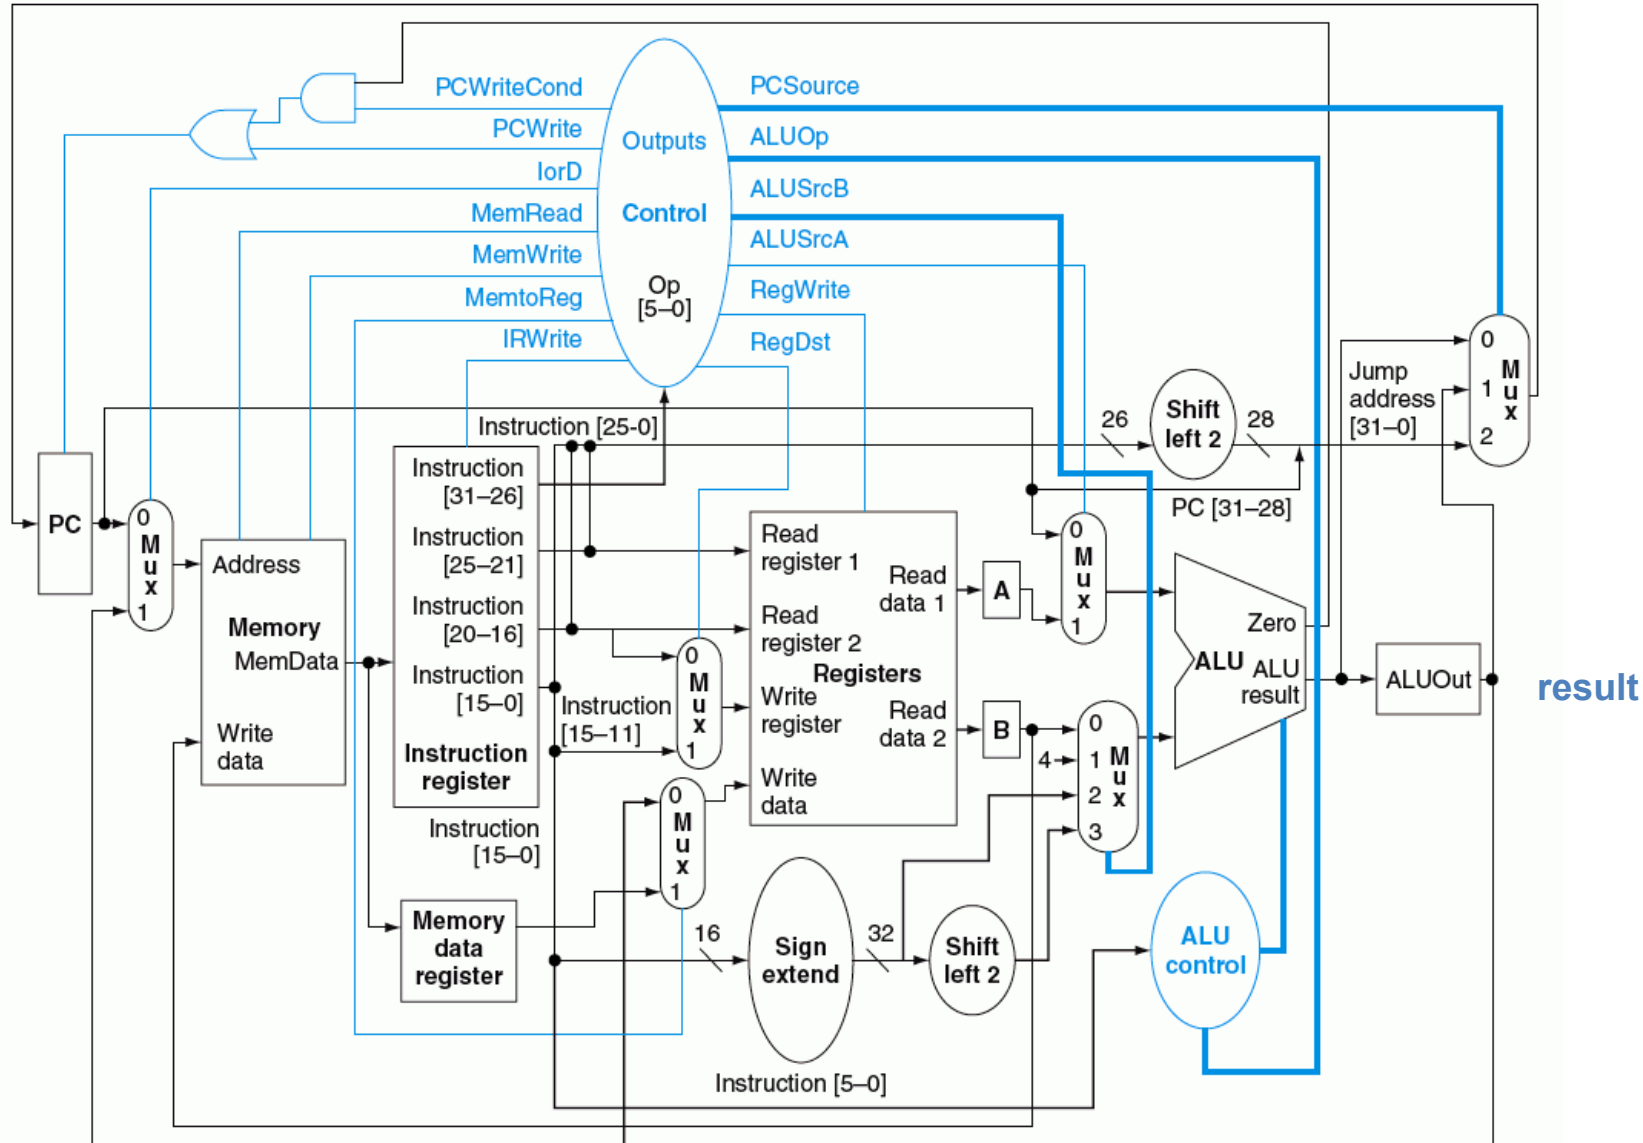 PCWriteCond
PCWrite
IorD
MemRead
MemWrite
MemtoReg
IRWrite
Outputs
Control
Op
[5–0]
PCSource
ALUOp
ALUSrcB
ALUSrcA
RegWrite
RegDst
PC
0
M
u
x
1
Address
Memory
MemData
Write
data
Instruction [25-0]
Instruction
[31–26]
Instruction
[25–21]
Instruction
[20–16]
Instruction
[15–0]
Instruction
register
Instruction
[15–0]
Memory
data
register
Instruction
[15–11]
0
M
u
x
1
0
M
u
x
1
Read
register 1
Read
register 2
Registers
Write
register
Write
data
Read
data 1
Read
data 2
A
B
4
0
M
u
x
1
0
1
2
3
M
u
x
16
Sign
extend
32
Shift
left 2
Instruction [5–0]
26
Shift
left 2
28
PC [31–28]
Jump
address
[31–0]
0
1
2
M
u
x
Zero
ALU
ALU
result
ALUOut
ALU
control
result